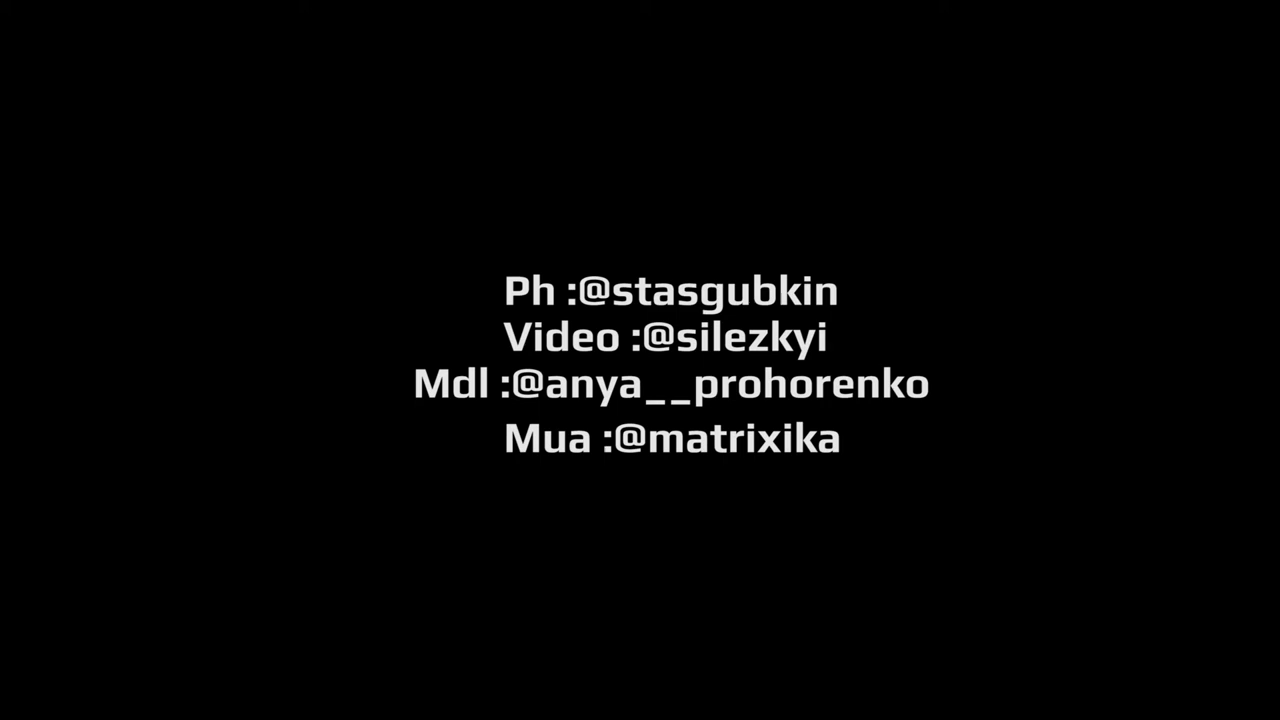 Ph :@stasgubkin
Video :@silezkyi
Mdl :@anya__prohorenko
Mua :@matrixika